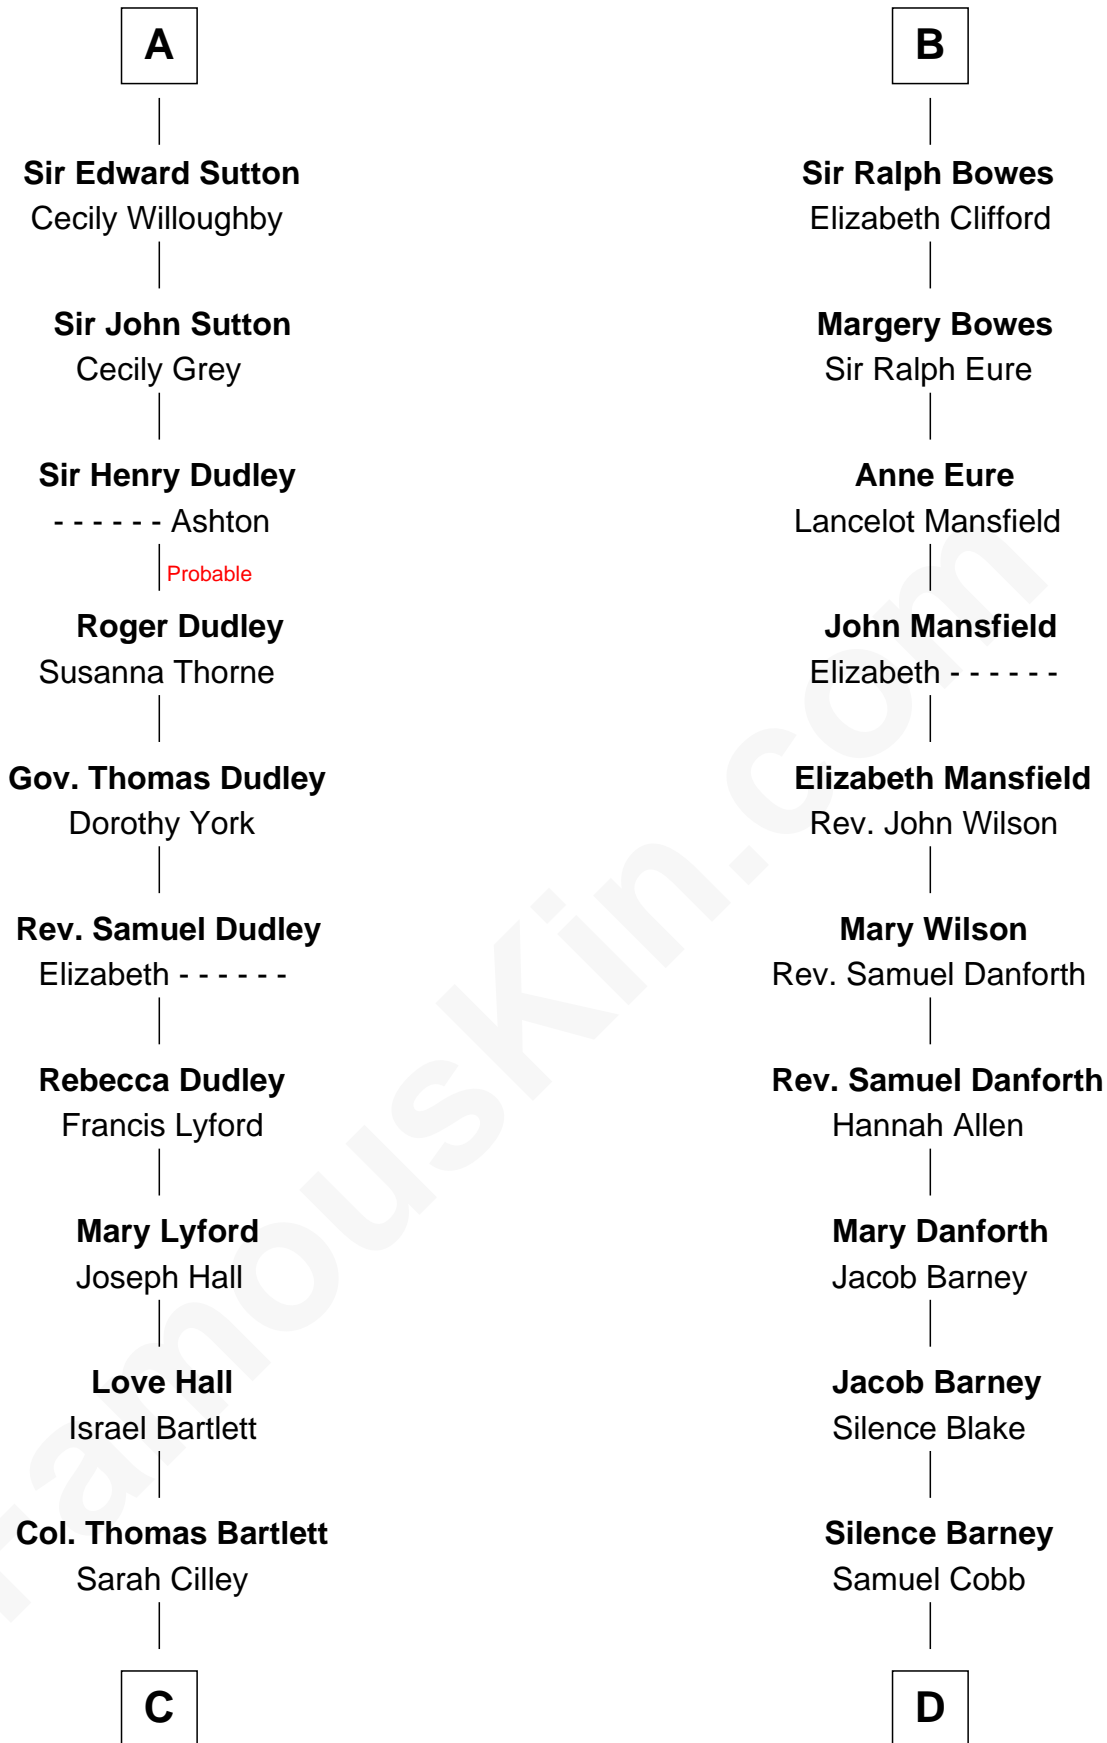 A
Sir Edward Sutton
Cecily Willoughby
Sir John Sutton
Cecily Grey
Sir Henry Dudley
- - - - - - Ashton
Probable
Roger Dudley
Susanna Thorne
Gov. Thomas Dudley
Dorothy York
Rev. Samuel Dudley
Elizabeth - - - - - -
Rebecca Dudley
Francis Lyford
Mary Lyford
Joseph Hall
Love Hall
Israel Bartlett
Col. Thomas Bartlett
Sarah Cilley
C
B
Sir Ralph Bowes
Elizabeth Clifford
Margery Bowes
Sir Ralph Eure
Anne Eure
Lancelot Mansfield
John Mansfield
Elizabeth - - - - - -
Elizabeth Mansfield
Rev. John Wilson
Mary Wilson
Rev. Samuel Danforth
Rev. Samuel Danforth
Hannah Allen
Mary Danforth
Jacob Barney
Jacob Barney
Silence Blake
Silence Barney
Samuel Cobb
D
FamousKin.com